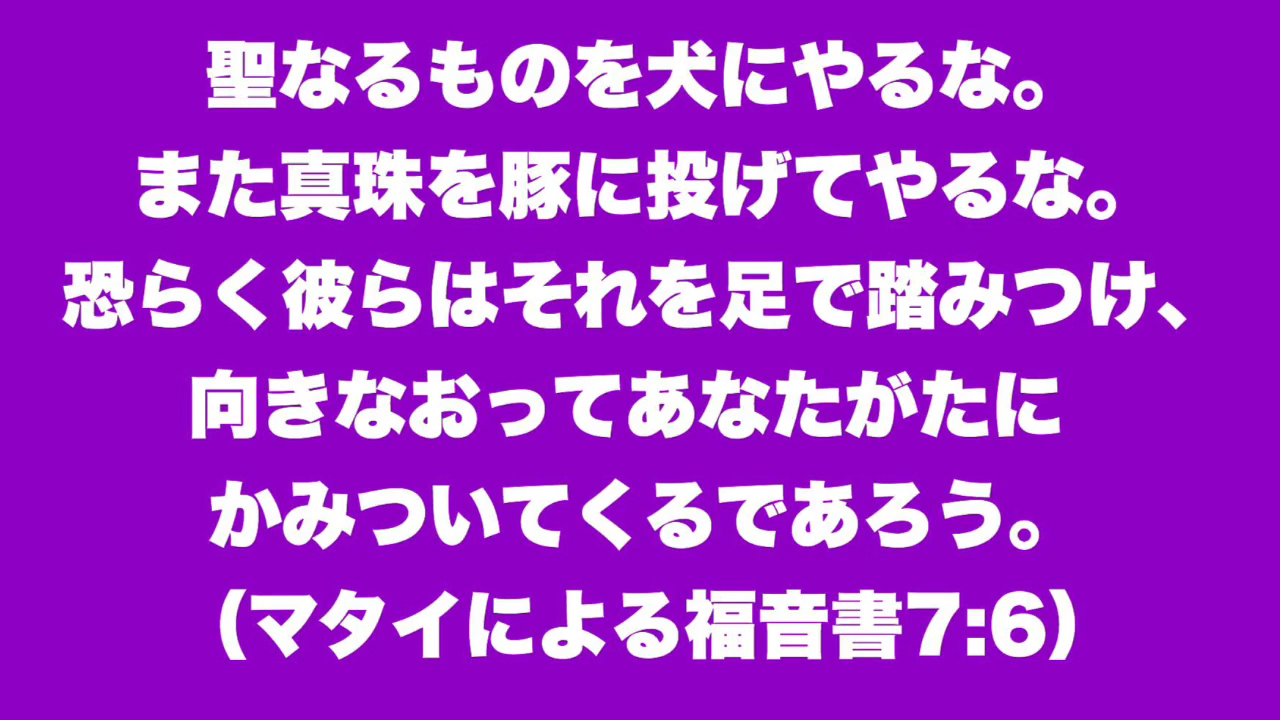 聖なるものを犬にやるな。
また真珠を豚に投げてやるな。
恐らく彼らはそれを足で踏みつけ、
向きなおってあなたがたに
かみついてくるであろう。
（マタイによる福音書7:6）